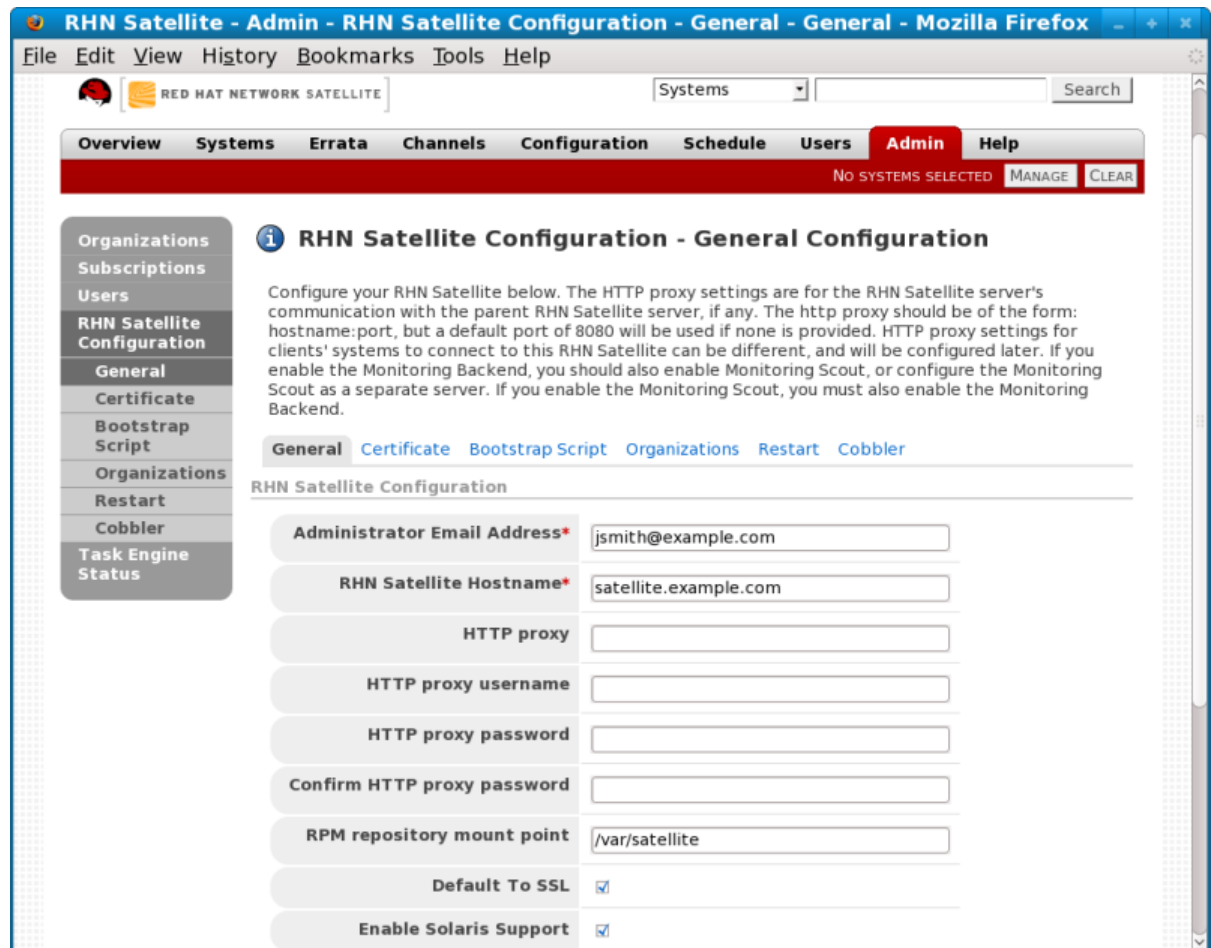 RHN Satellite - Admin - RHN Satellite Configuration - General - General - Mozilla Firefox
File Edit View History Bookmarks Tools Help
RED HAT NETWORK SATELLITE
Systems
Search
Overview Systems Errata Channels Configuration Schedule Users Admin Help
NO SYSTEMS SELECTED MANAGE CLEAR
Organizations
Subscriptions
Users
RHN Satellite
Configuration
General
Certificate
Bootstrap
Script
Organizations
Restart
Cobbler
Task Engine
Status
RHN Satellite Configuration - General Configuration
Configure your RHN Satellite below. The HTTP proxy settings are for the RHN Satellite server's
communication with the parent RHN Satellite server, if any. The http proxy should be of the form:
hostname:port, but a default port of 8080 will be used if none is provided. HTTP proxy settings for
clients' systems to connect to this RHN Satellite can be different, and will be configured later. If you
enable the Monitoring Backend, you should also enable Monitoring Scout, or configure the Monitoring
Scout as a separate server. If you enable the Monitoring Scout, you must also enable the Monitoring
Backend.
General Certificate Bootstrap Script Organizations Restart Cobbler
RHN Satellite Configuration
Administrator Email Address* jsmith@example.com
RHN Satellite Hostname* satellite.example.com
HTTP proxy
HTTP proxy username
HTTP proxy password
Confirm HTTP proxy password
RPM repository mount point /var/satellite
Default To SSL
Enable Solaris Support